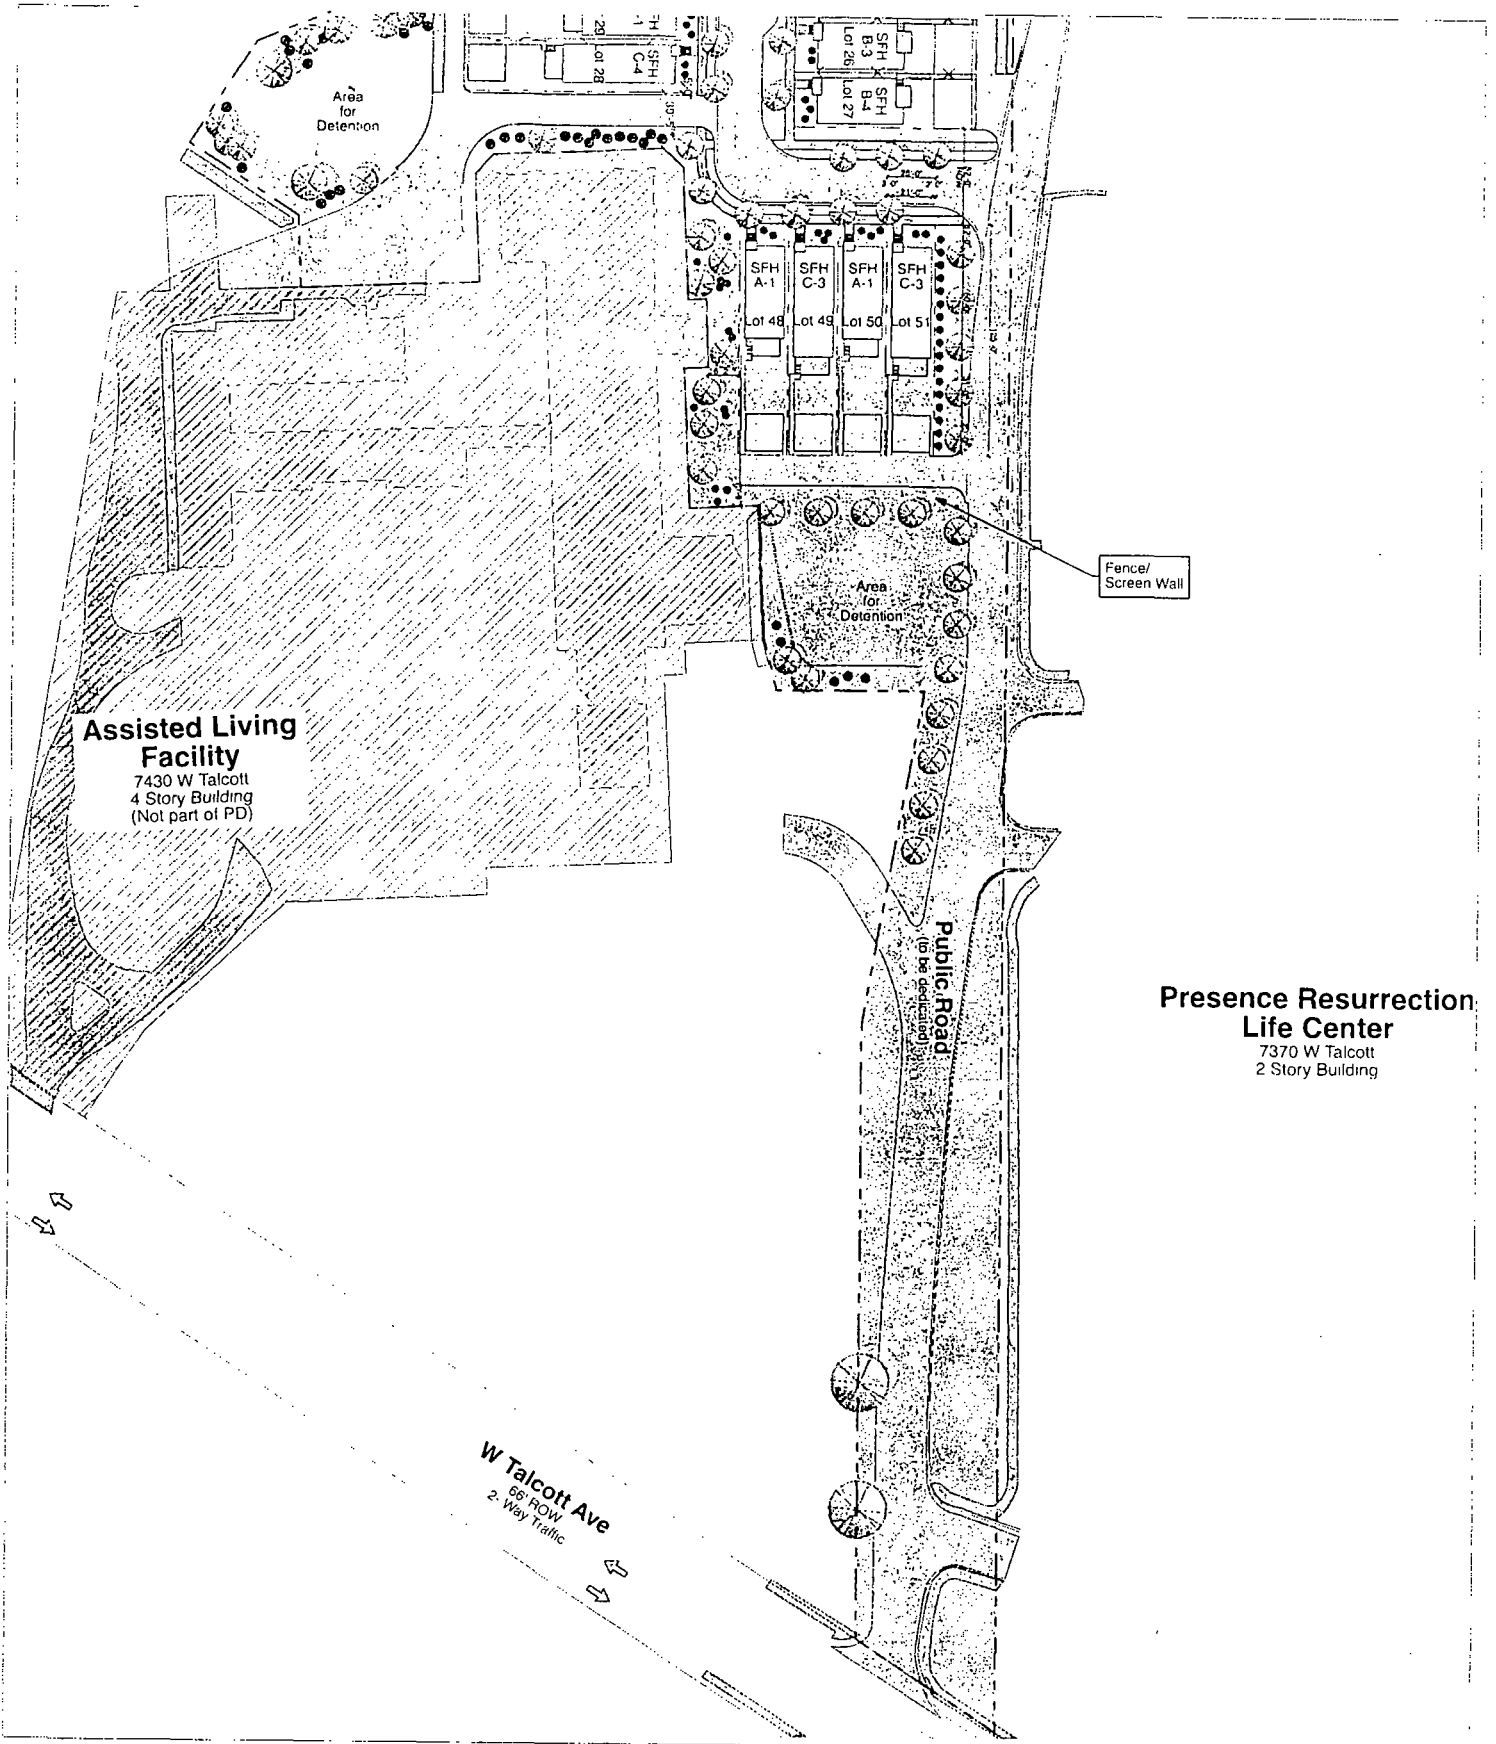 SFH
C-4
Lot 28
SFH
B-3
Lot 26
SFH
B-4
Lot 27
Area
for
Detention
SFH
A-1
Lot 48
SFH
C-3
Lot 49
SFH
A-1
Lot 50
SFH
C-3
Lot 51
Fence/
Screen Wall
Area
for
Detention
Assisted Living
Facility
7430 W Talcott
4 Story Building
(Not part of PD)
Public Road
(to be dedicated)
Presence Resurrection
Life Center
7370 W Talcott
2 Story Building
W Talcott Ave
66' ROW
2- Way Traffic